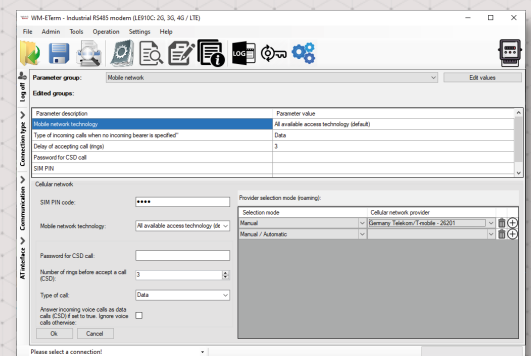 WM-ETerm - Industrial RS485 modem (LE910C: 2G, 3G, 4G / LTE)
File Admin Tools Operation Settings Help
LOG
Log off
Connection type
Communication
AT interface
Parameter group: Mobile network Edit values
Edited groups:
Parameter description Parameter value
Mobile network technology All available access technology (default)
Type of incoming calls when no incoming bearer is specified" Data
Delay of accepting call (rings) 3
Password for CSD call
SIM PIN
Cellular network
SIM PIN code: ••••
Mobile network technology: All available access technology (de
Password for CSD call:
Number of rings before accept a call
(CSD): 3
Type of call: Data
Answer incoming voice calls as data
calls (CSD) if set to true. Ignore voice
calls otherwise:
Ok Cancel
Provider selection mode (roaming):
Selection mode Cellular network provider
Manual Germany Telekom/T-mobile - 26201
Manual / Automatic
Please select a connection!